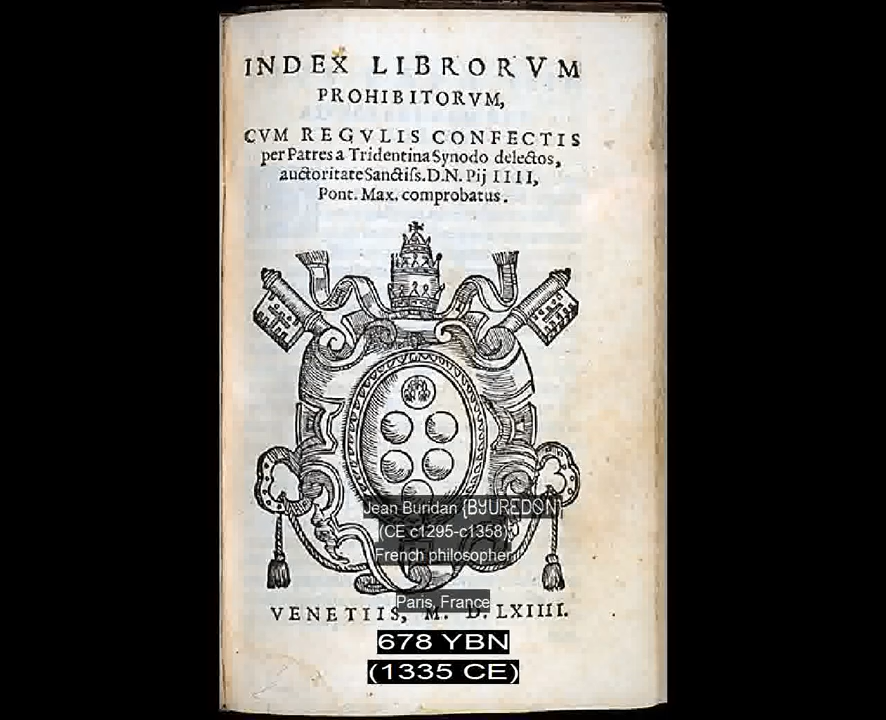 INDEX LIBRORVM
PROHIBITORVM,
CVM REGVLIS CONFECTIS
per Patres a Tridentina Synodo delectos,
auctoritate Sanctiſs. D. N. Pij IIII,
Pont. Max. comprobatus.
Jean Buridan {BYUREDoN}
(CE c1295-c1358)
French philosopher
Paris, France
VENETIIS, M. D. LXIIII.
678 YBN
(1335 CE)